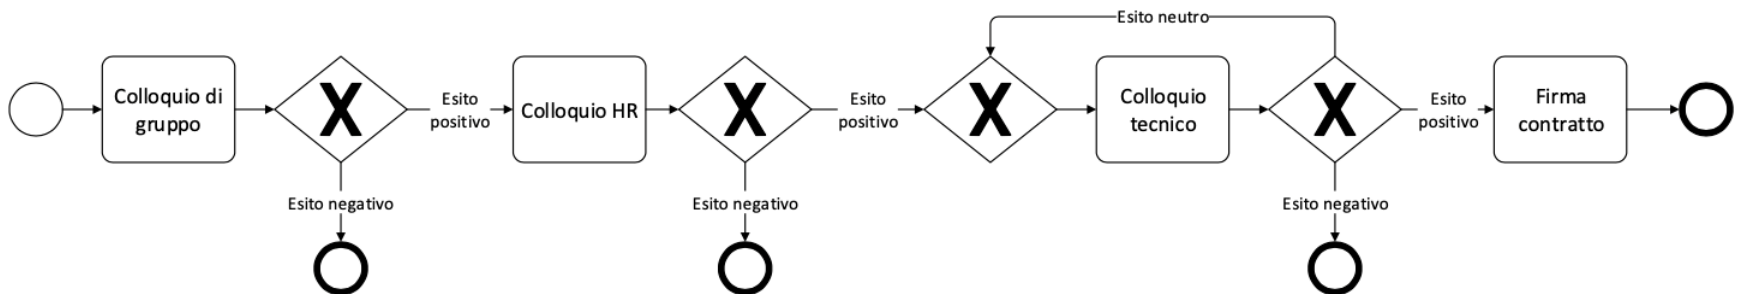 Esito neutro
Colloquio di
gruppo
X
Esito
positivo
Colloquio HR
X
Esito
positivo
X
Colloquio
tecnico
X
Esito
positivo
Firma
contratto
Esito negativo
Esito negativo
Esito negativo